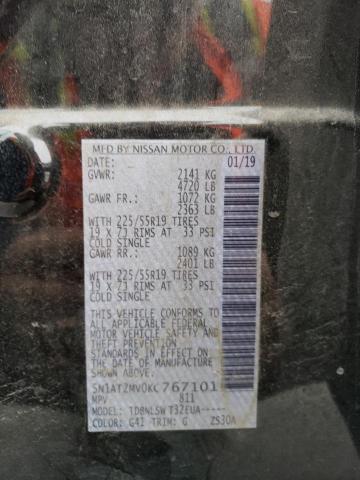 MFD BY NISSAN MOTOR CO., LTD.
DATE: 01/19
GVWR: 2141 KG
4720 LB
GAWR FR.: 1072 KG
2363 LB
WITH 225/55R19 TIRES
19 X 7J RIMS AT 33 PSI
COLD SINGLE
GAWR RR.: 1089 KG
2401 LB
WITH 225/55R19 TIRES
19 X 7J RIMS AT 33 PSI
COLD SINGLE
THIS VEHICLE CONFORMS TO
ALL APPLICABLE FEDERAL
MOTOR VEHICLE SAFETY
AND THEFT PREVENTION
STANDARDS IN EFFECT ON
THE DATE OF MANUFACTURE
SHOWN ABOVE.
5N1AT2MV0KC767101
MPV 811
MODEL: TDBNLSWT32EUA-----
COLOR: G41 TRIM: G ZS30A